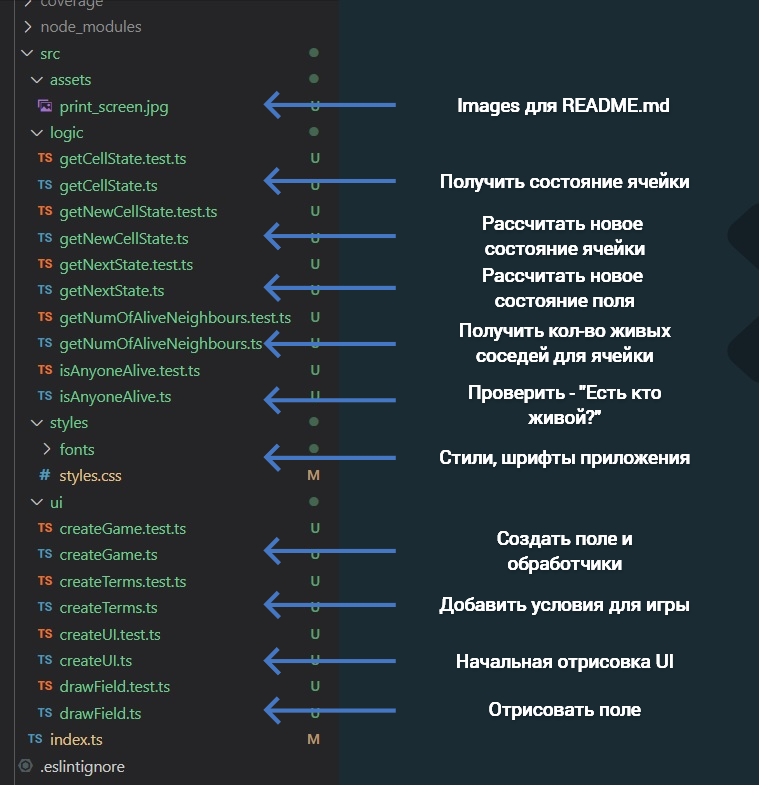 coverage
node_modules
src
assets
print_screen.jpg U Images для README.md
logic
TS getCellState.test.ts U
TS getCellState.ts U Получить состояние ячейки
TS getNewCellState.test.ts U
Рассчитать новое
TS getNewCellState.ts U состояние ячейки
TS getNextState.test.ts U
Рассчитать новое
TS getNextState.ts U состояние поля
TS getNumOfAliveNeighbours.test.ts U
Получить кол-во живых
TS getNumOfAliveNeighbours.ts U соседей для ячейки
TS isAnyoneAlive.test.ts U
TS isAnyoneAlive.ts U Проверить - "Есть кто
живой?"
styles
fonts
Стили, шрифты приложения
# styles.css M
ui
TS createGame.test.ts U
Создать поле и
TS createGame.ts U обработчики
TS createTerms.test.ts U
TS createTerms.ts U Добавить условия для игры
TS createUI.test.ts U
TS createUI.ts U Начальная отрисовка UI
TS drawField.test.ts U
TS drawField.ts U Отрисовать поле
TS index.ts M
.eslintignore